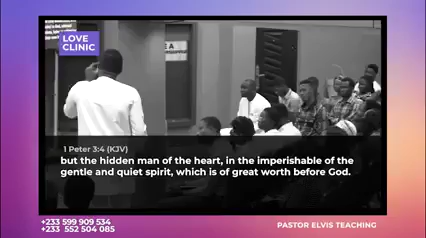 LOVE
CLINIC
EA
1 Peter 3:4 (KJV)
but the hidden man of the heart, in the imperishable of the
gentle and quiet spirit, which is of great worth before God.
+233 599 909 534
+233 552 504 085
PASTOR ELVIS TEACHING